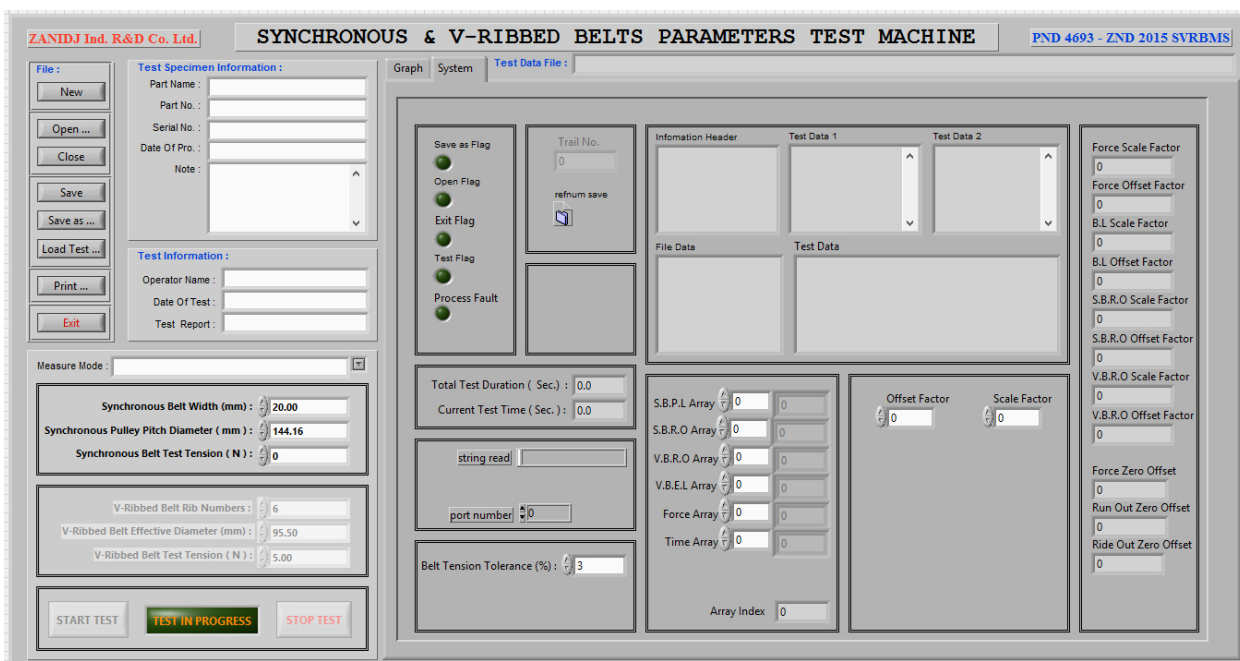 ZANIDJ Ind. R&D Co. Ltd.
SYNCHRONOUS & V-RIBBED BELTS PARAMETERS TEST MACHINE
PND 4693 - ZND 2015 SVRBMS
File :
New
Open ...
Close
Save
Save as ...
Load Test ...
Print ...
Exit
Test Specimen Information :
Part Name :
Part No. :
Serial No. :
Date Of Pro. :
Note :
Test Information :
Operator Name :
Date Of Test :
Test Report :
Measure Mode :
Synchronous Belt Width (mm) : 20.00
Synchronous Pulley Pitch Diameter ( mm ) : 144.16
Synchronous Belt Test Tension ( N ) : 0
V-Ribbed Belt Rib Numbers : 6
V-Ribbed Belt Effective Diameter (mm) : 95.50
V-Ribbed Belt Test Tension ( N ) : 5.00
START TEST
TEST IN PROGRESS
STOP TEST
Graph
System
Test Data File :
Save as Flag
Open Flag
Exit Flag
Test Flag
Process Fault
Trail No.
0
refnum save
Infomation Header
Test Data 1
Test Data 2
File Data
Test Data
Total Test Duration ( Sec.) : 0.0
Current Test Time ( Sec.) : 0.0
string read
port number 0
Belt Tension Tolerance (%) : 3
S.B.P.L Array 0 0
S.B.R.O Array 0 0
V.B.R.O Array 0 0
V.B.E.L Array 0 0
Force Array 0 0
Time Array 0 0
Array Index 0
Offset Factor
0
Scale Factor
0
Force Scale Factor
0
Force Offset Factor
0
B.L Scale Factor
0
B.L Offset Factor
0
S.B.R.O Scale Factor
0
S.B.R.O Offset Factor
0
V.B.R.O Scale Factor
0
V.B.R.O Offset Factor
0
Force Zero Offset
0
Run Out Zero Offset
0
Ride Out Zero Offset
0